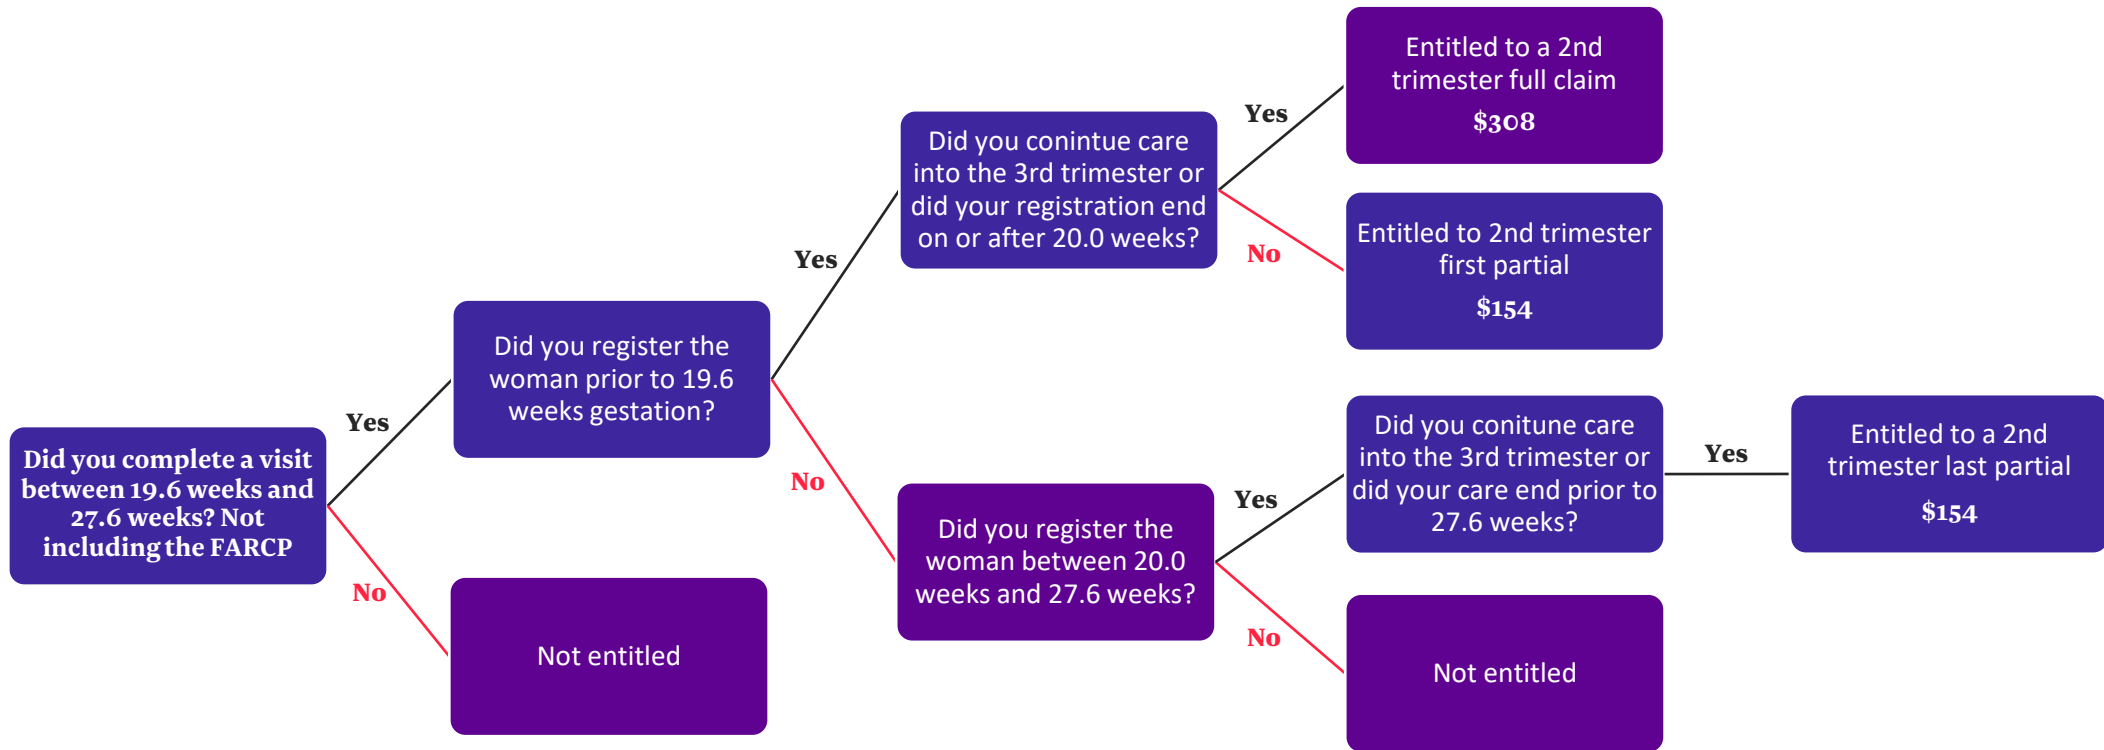 Did you complete a visit
between 19.6 weeks and
27.6 weeks? Not
including the FARCP
Yes
No
Did you register the
woman prior to 19.6
weeks gestation?
Not entitled
Yes
No
Did you conintue care
into the 3rd trimester or
did your registration end
on or after 20.0 weeks?
Yes
No
Entitled to a 2nd
trimester full claim
$308
Entitled to 2nd trimester
first partial
$154
Did you register the
woman between 20.0
weeks and 27.6 weeks?
Yes
No
Did you conitune care
into the 3rd trimester or
did your care end prior to
27.6 weeks?
Yes
Entitled to a 2nd
trimester last partial
$154
Not entitled